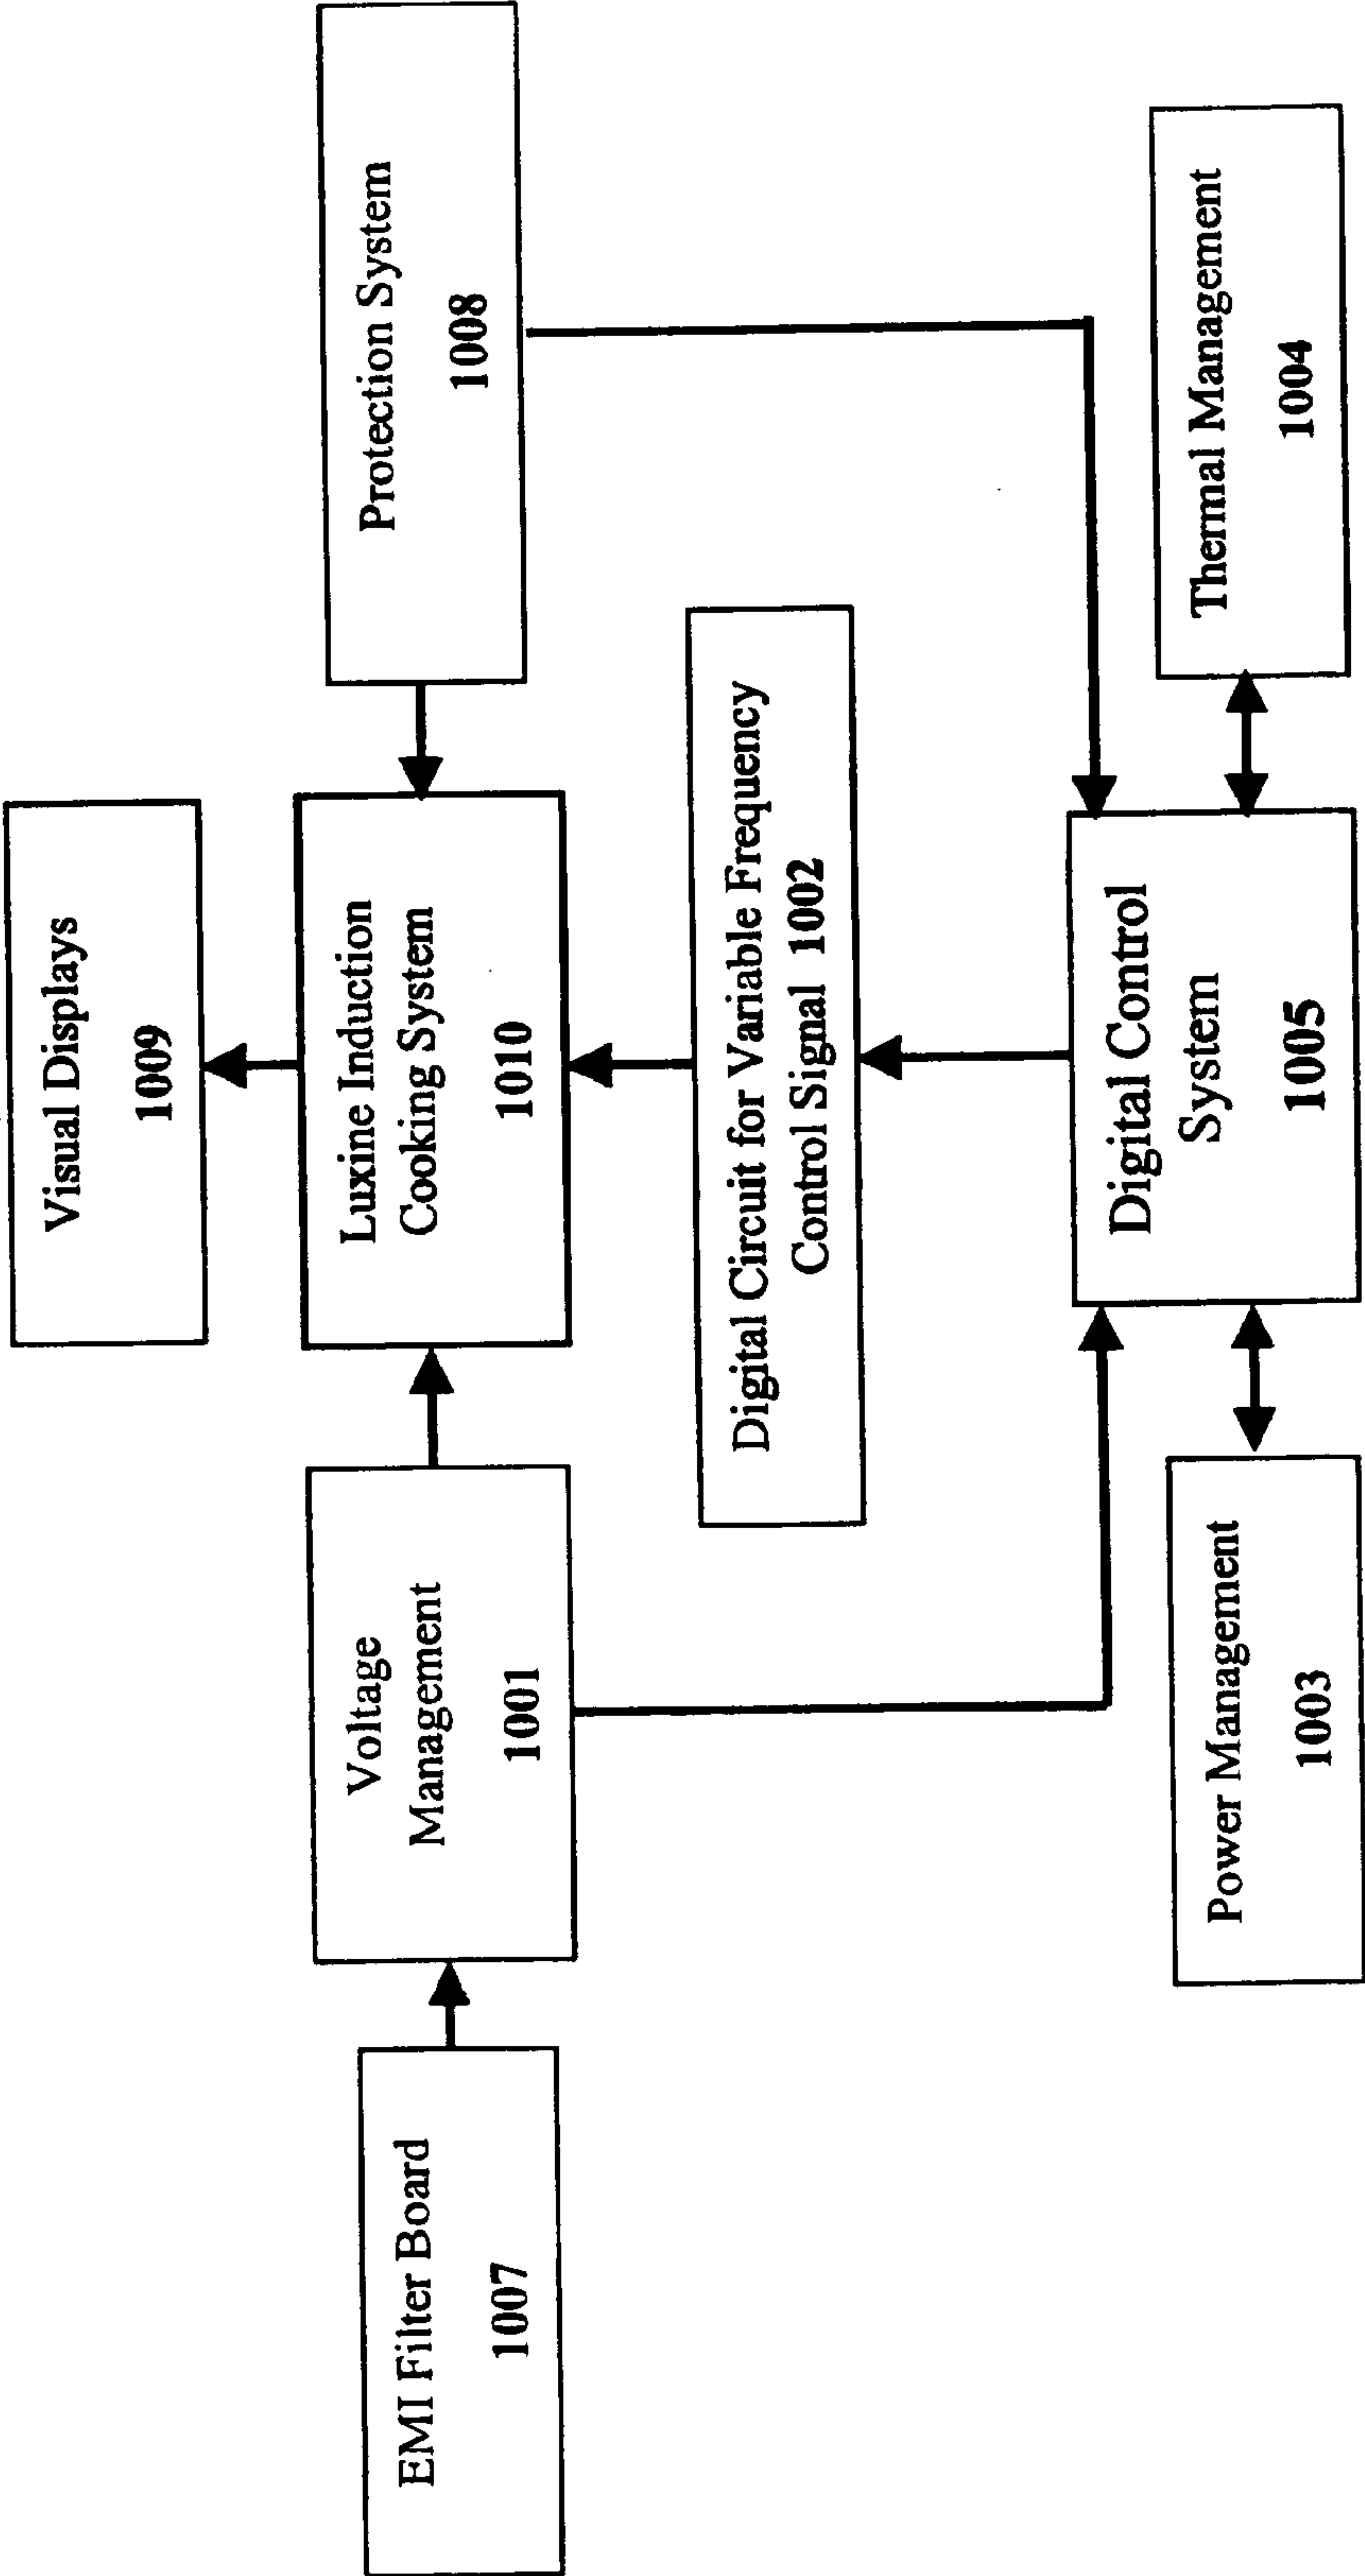 Visual Displays
1009
EMI Filter Board
1007
Voltage
Management
1001
Luxine Induction
Cooking System
1010
Protection System
1008
Digital Circuit for Variable Frequency
Control Signal 1002
Power Management
1003
Digital Control
System
1005
Thermal Management
1004